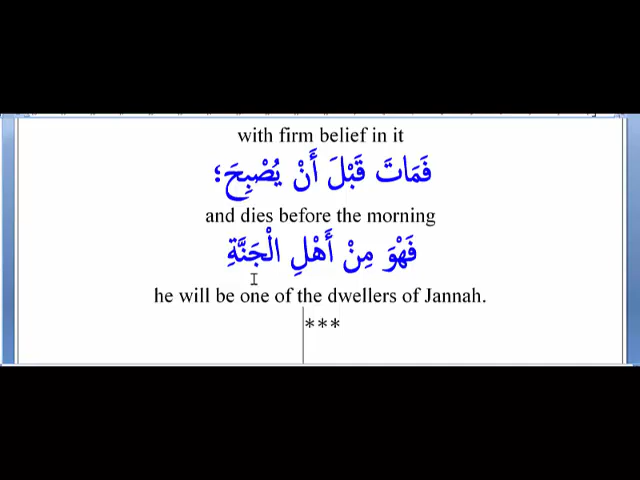 with firm belief in it
فَمَاتَ قَبْلَ أَنْ يُصْبِحَ؛
and dies before the morning
فَهْوَ مِنْ أَهْلِ الْجَنَّةِ
he will be one of the dwellers of Jannah.
***